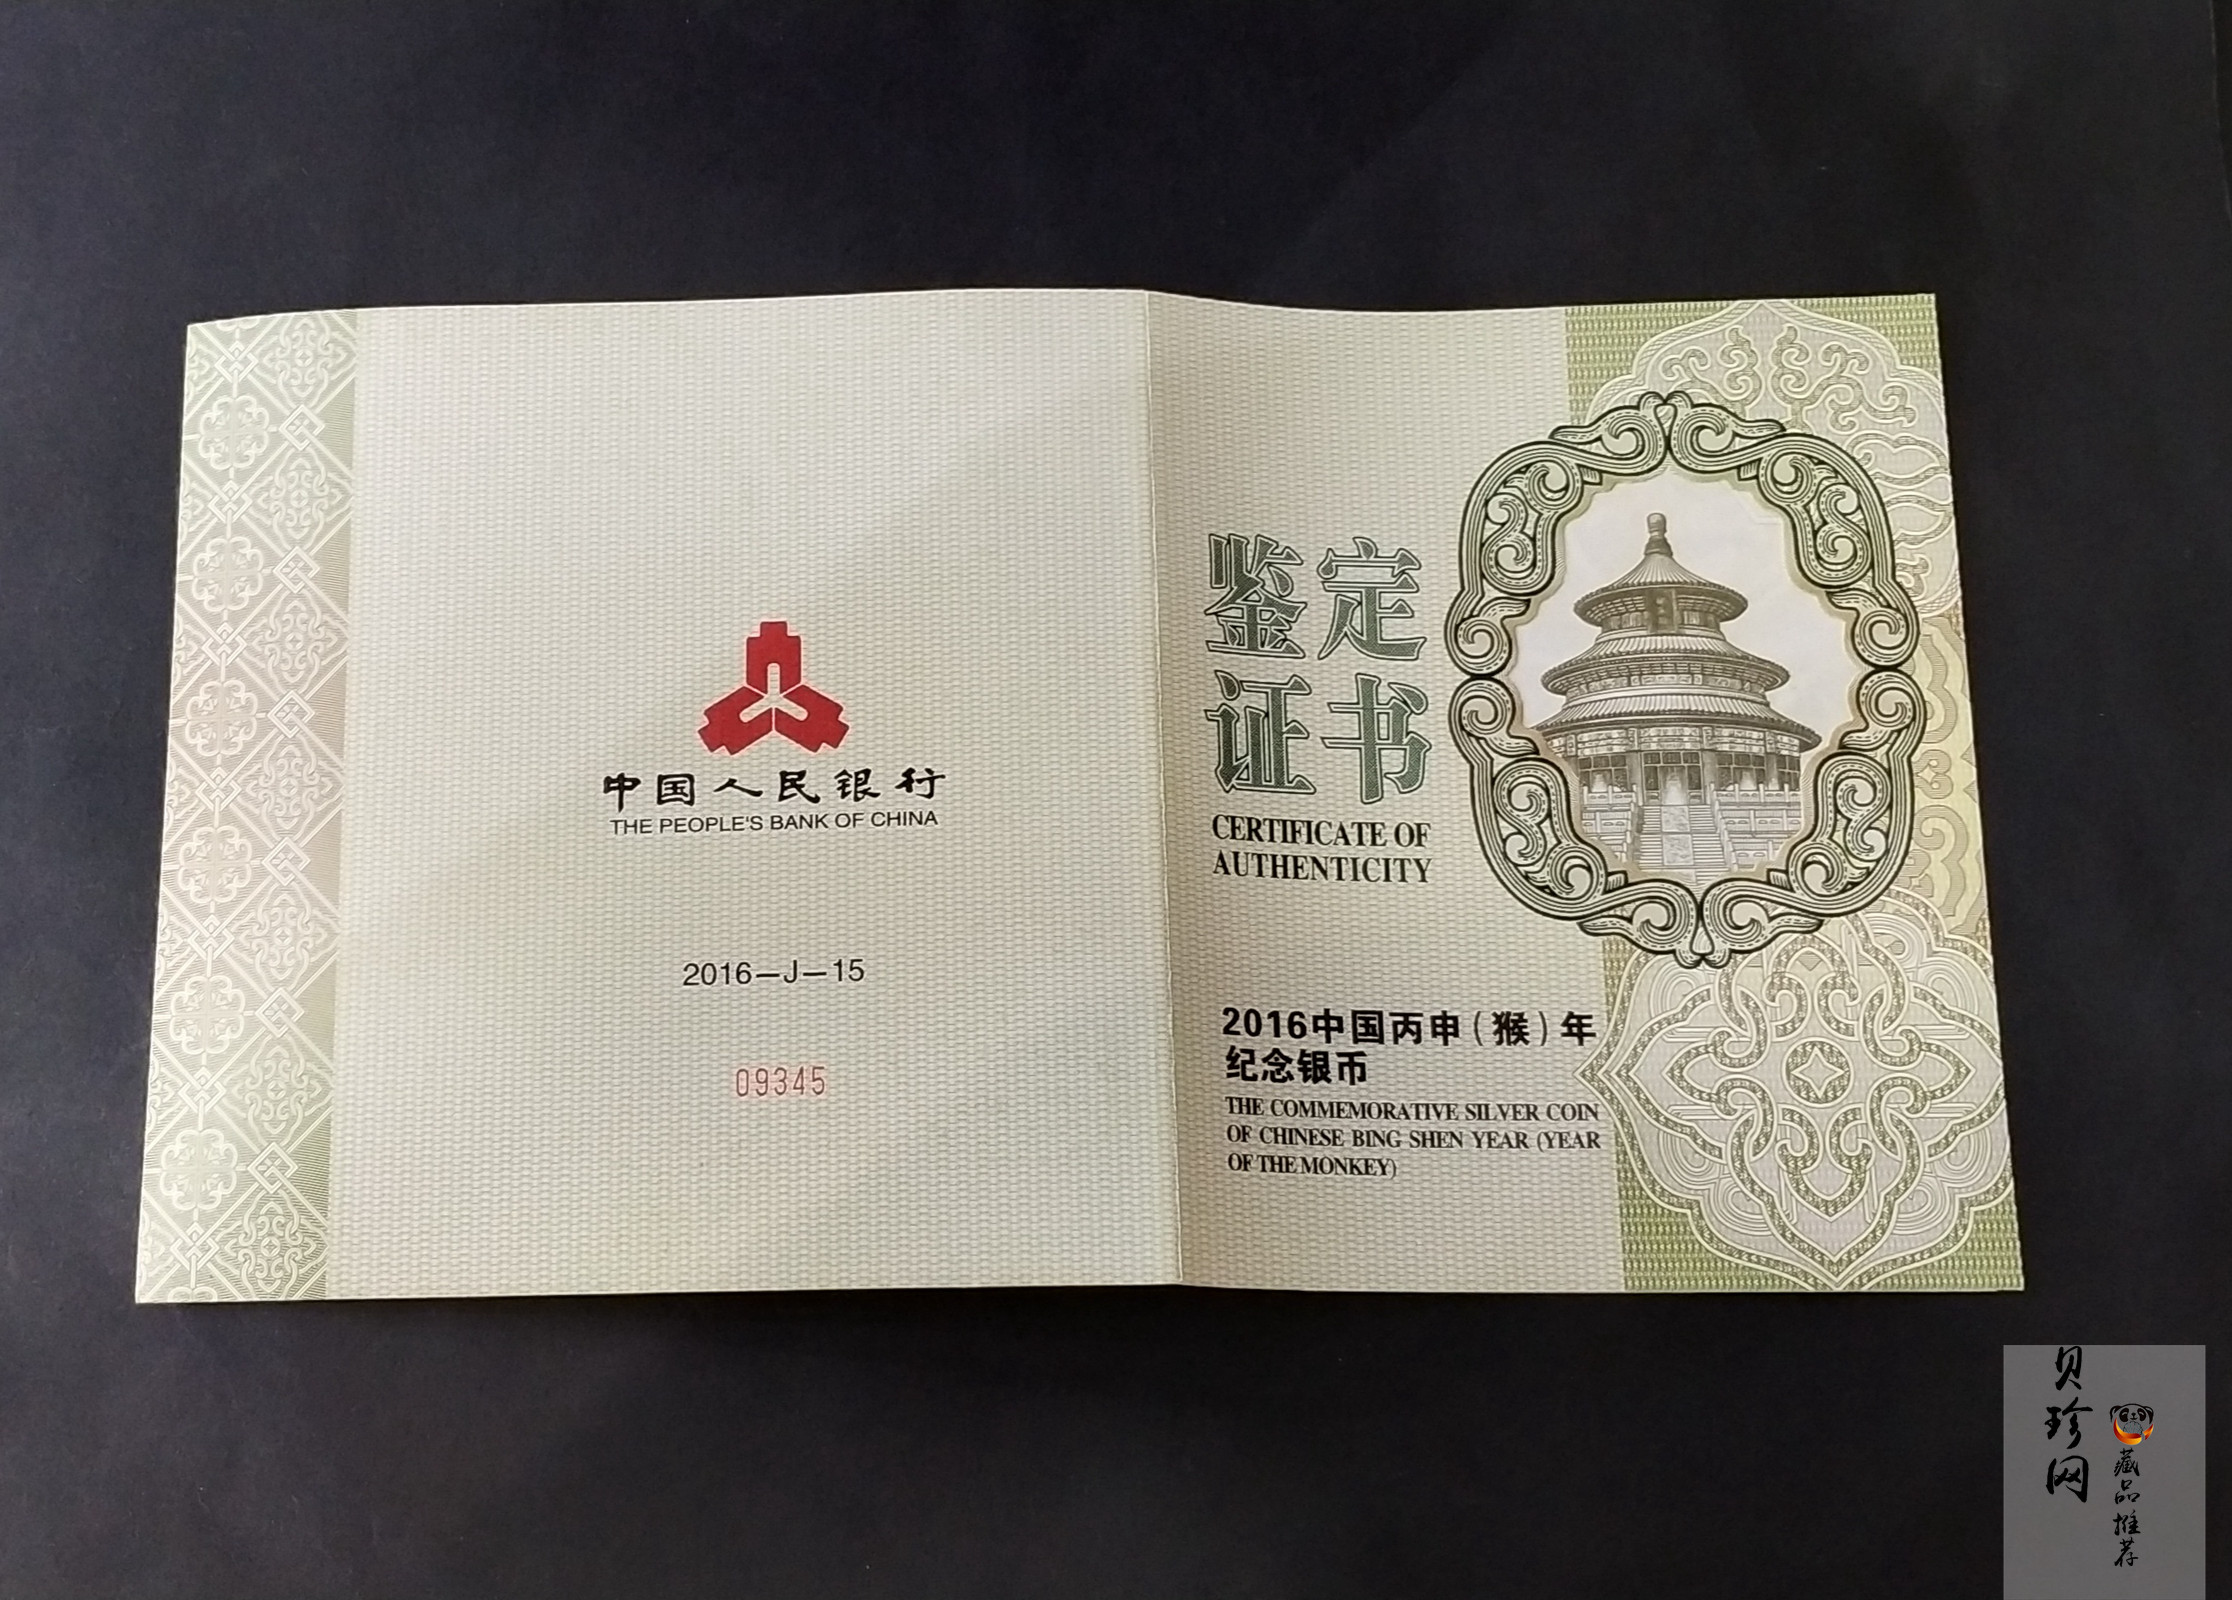 中国人民银行
THE PEOPLE'S BANK OF CHINA
2016—J—15
09345
鉴定
证书
CERTIFICATE OF
AUTHENTICITY
2016中国丙申(猴)年
纪念银币
THE COMMEMORATIVE SILVER COIN
OF CHINESE BING SHEN YEAR (YEAR
OF THE MONKEY)
贝珍网
藏品推荐